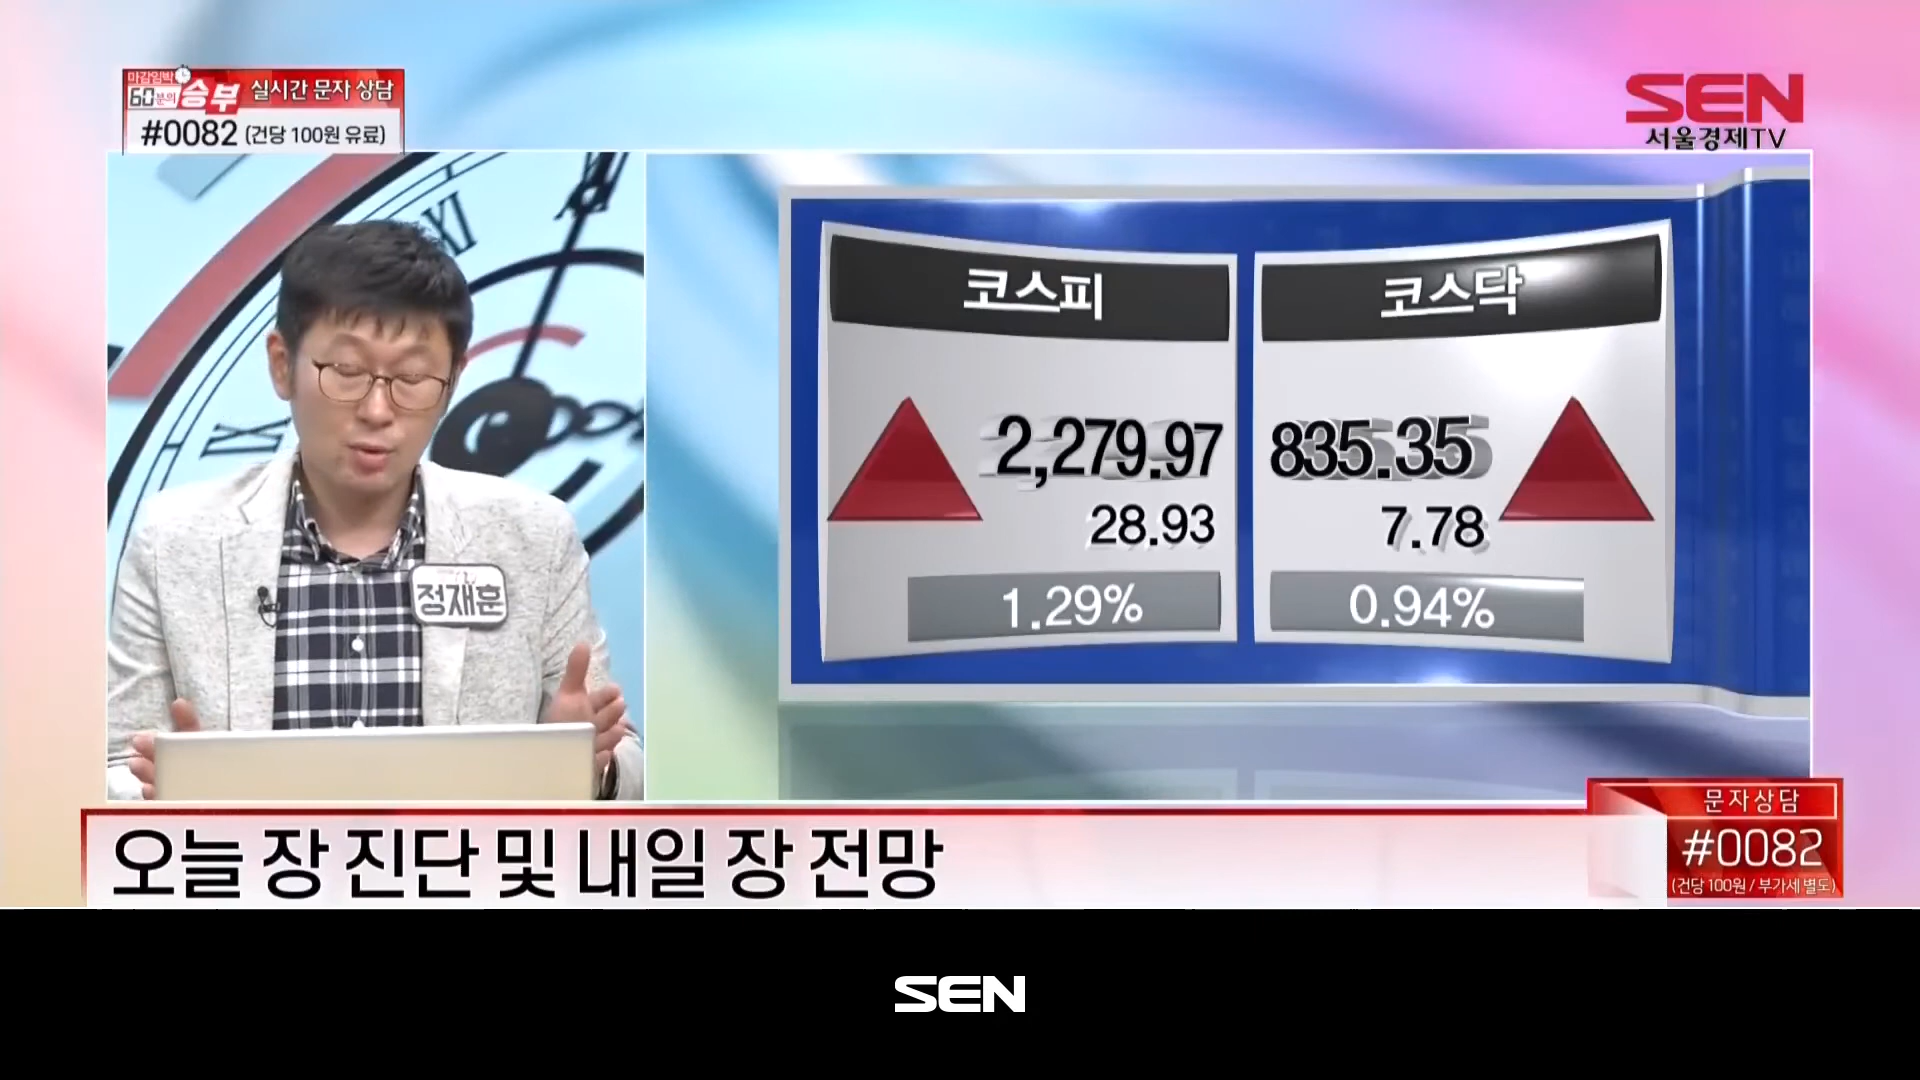 마감임박
60분의 승부 실시간 문자 상담
#0082 (건당 100원 유료)
SEN
서울경제TV
XI
IX
정재훈
코스피
2,279.97
28.93
1.29%
코스닥
835.35
7.78
0.94%
문자상담
#0082
(건당 100원 / 부가세 별도)
오늘 장 진단 및 내일 장 전망
SEN